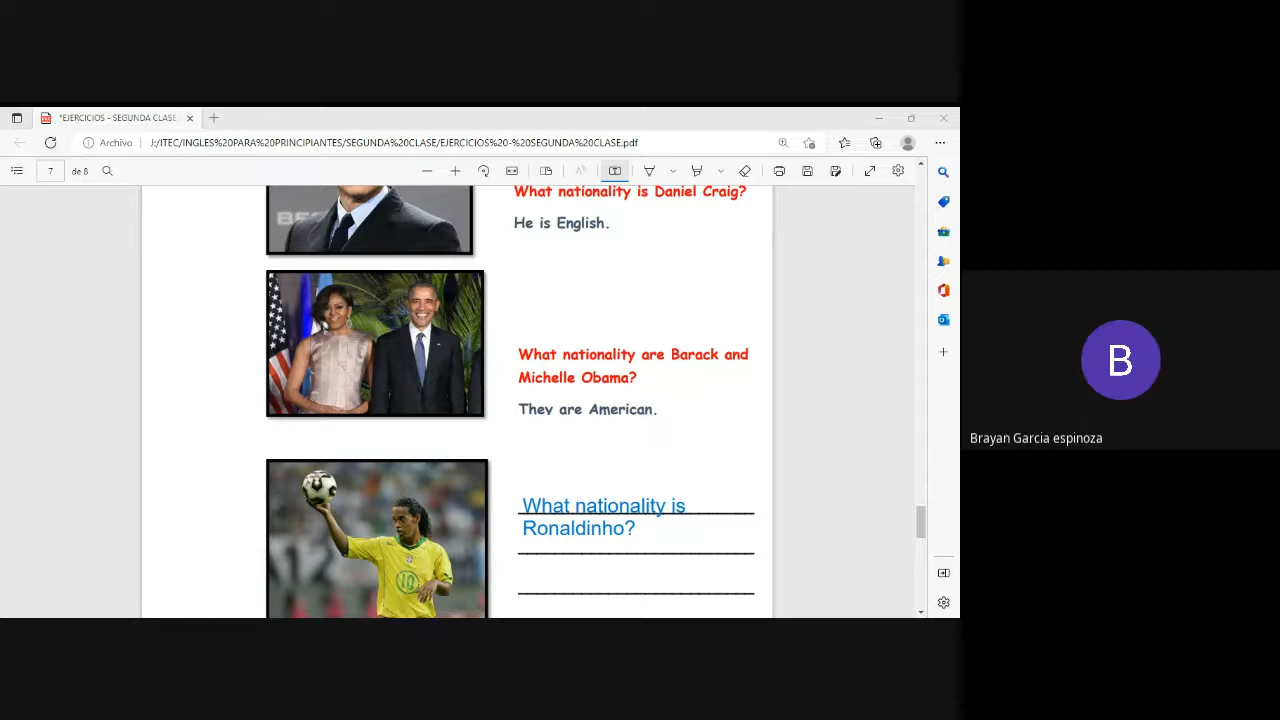 *EJERCICIOS - SEGUNDA CLASE.
Archivo
J:/ITEC/INGLES%20PARA%20PRINCIPIANTES/SEGUNDA%20CLASE/EJERCICIOS%20-%20SEGUNDA%20CLASE.pdf
7
de 8
What nationality is Daniel Craig?
He is English.
What nationality are Barack and
Michelle Obama?
They are American.
What nationality is
Ronaldinho?
10
B
Brayan Garcia espinoza